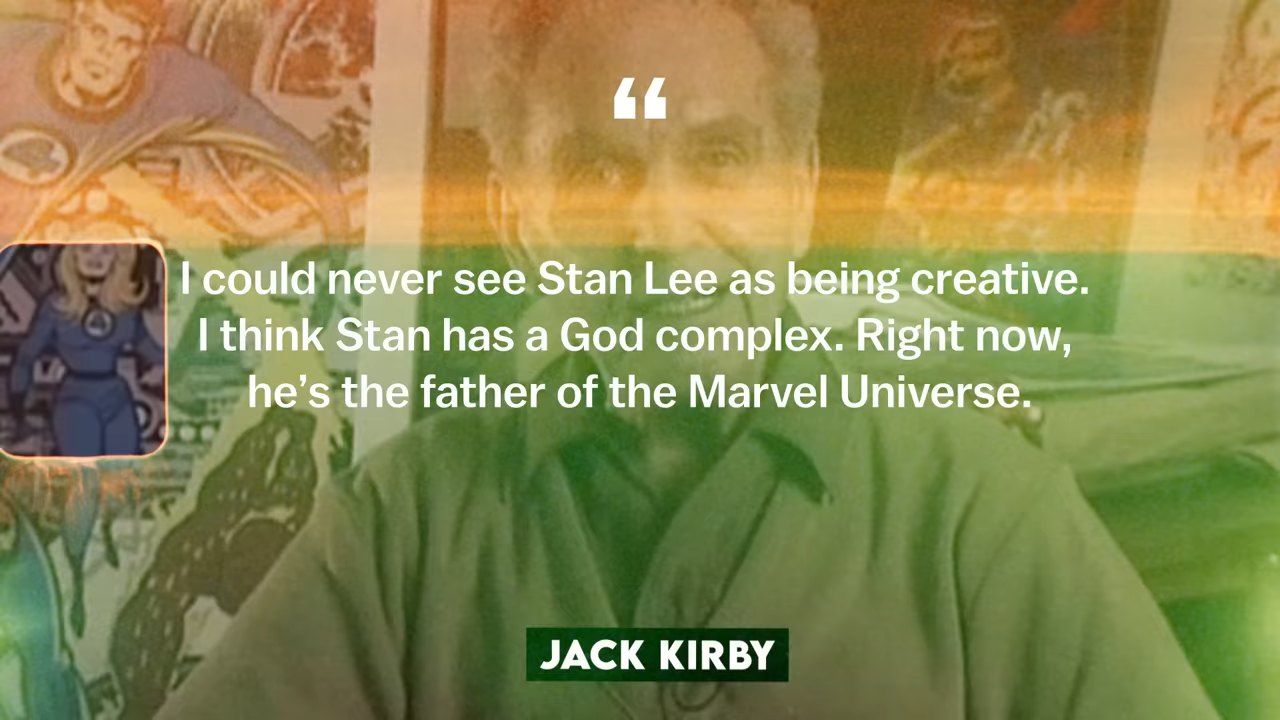 “
I could never see Stan Lee as being creative.
I think Stan has a God complex. Right now,
he’s the father of the Marvel Universe.
JACK KIRBY